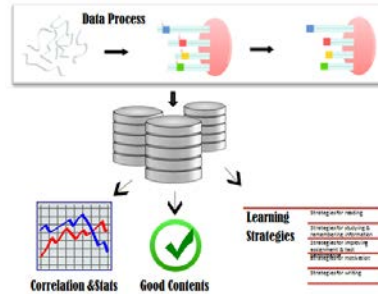 Data Process
Correlation &Stats
Good Contents
Learning
Strategies
Strategies for reading
Strategies for studying &
remembering information
Strategies for improving
assignment & test
Strategies for motivation
Strategies for writing